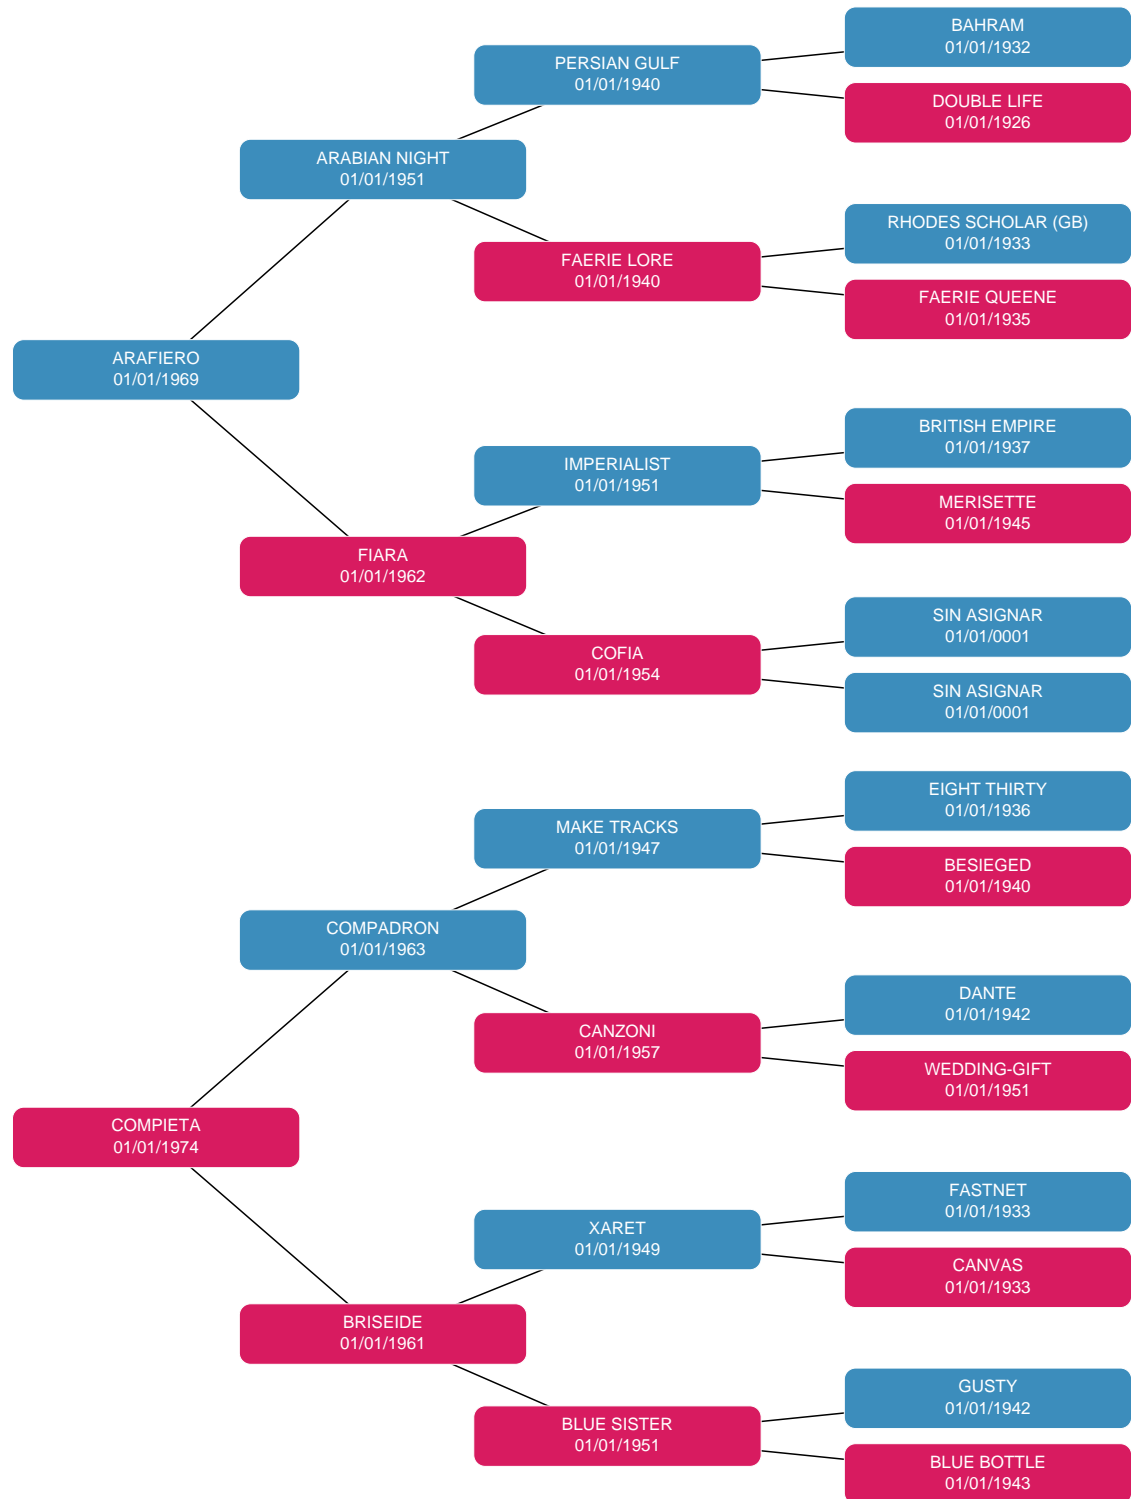 BAHRAM
01/01/1932
PERSIAN GULF
01/01/1940
DOUBLE LIFE
01/01/1926
ARABIAN NIGHT
01/01/1951
RHODES SCHOLAR (GB)
01/01/1933
FAERIE LORE
01/01/1940
FAERIE QUEENE
01/01/1935
ARAFIERO
01/01/1969
BRITISH EMPIRE
01/01/1937
IMPERIALIST
01/01/1951
MERISETTE
01/01/1945
FIARA
01/01/1962
SIN ASIGNAR
01/01/0001
COFIA
01/01/1954
SIN ASIGNAR
01/01/0001
EIGHT THIRTY
01/01/1936
MAKE TRACKS
01/01/1947
BESIEGED
01/01/1940
COMPADRON
01/01/1963
DANTE
01/01/1942
CANZONI
01/01/1957
WEDDING-GIFT
01/01/1951
COMPIETA
01/01/1974
FASTNET
01/01/1933
XARET
01/01/1949
CANVAS
01/01/1933
BRISEIDE
01/01/1961
GUSTY
01/01/1942
BLUE SISTER
01/01/1951
BLUE BOTTLE
01/01/1943